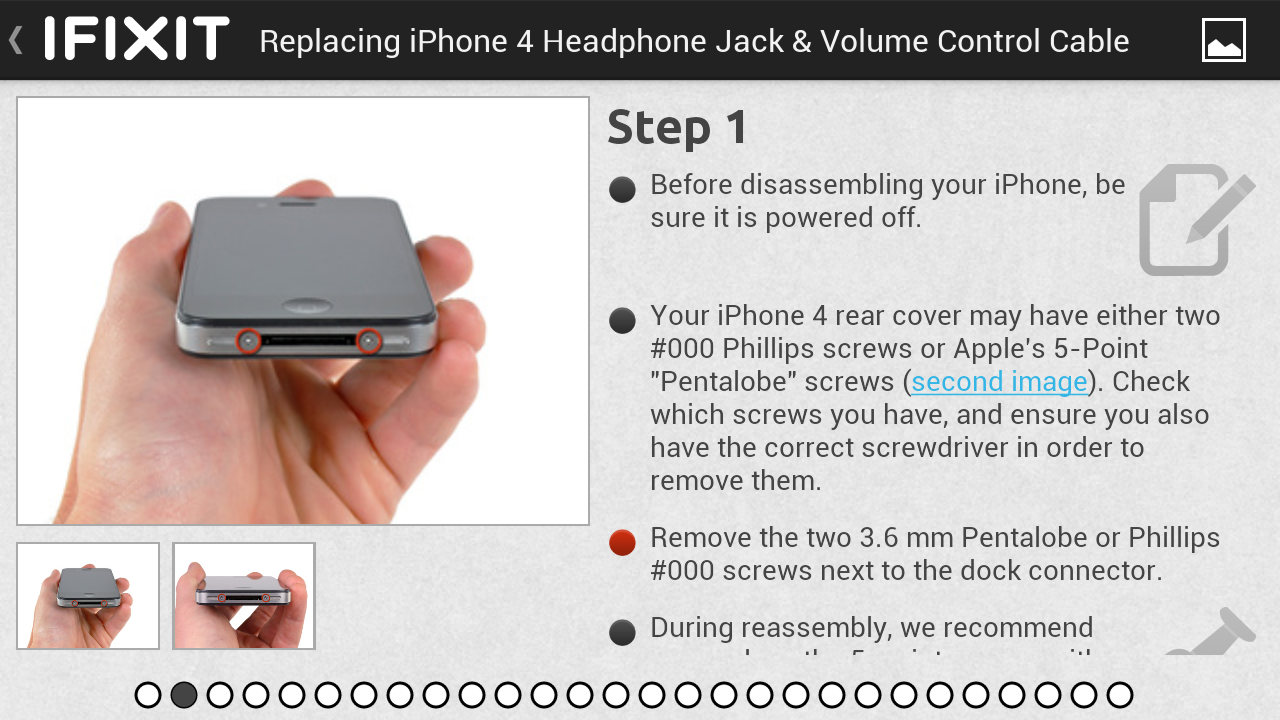 IFIXIT Replacing iPhone 4 Headphone Jack & Volume Control Cable
Step 1
Before disassembling your iPhone, be
sure it is powered off.
Your iPhone 4 rear cover may have either two
#000 Phillips screws or Apple's 5-Point
"Pentalobe" screws (second image). Check
which screws you have, and ensure you also
have the correct screwdriver in order to
remove them.
Remove the two 3.6 mm Pentalobe or Phillips
#000 screws next to the dock connector.
During reassembly, we recommend